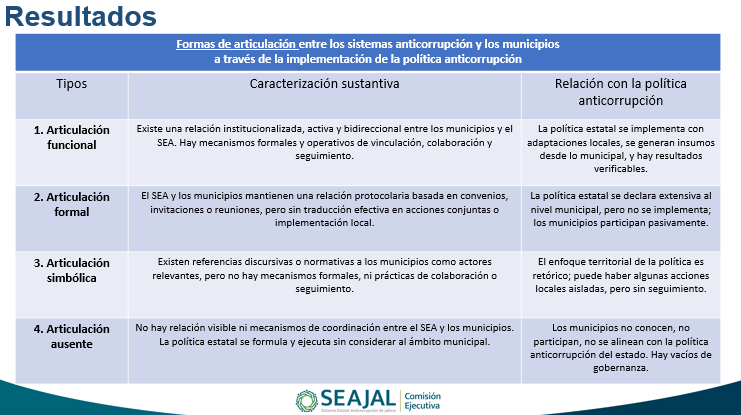 Resultados
Formas de articulación entre los sistemas anticorrupción y los municipios
a través de la implementación de la política anticorrupción
Tipos
Caracterización sustantiva
Relación con la política
anticorrupción
1. Articulación
funcional
Existe una relación institucionalizada, activa y bidireccional entre los municipios y el
SEA. Hay mecanismos formales y operativos de vinculación, colaboración y
seguimiento.
La política estatal se implementa con
adaptaciones locales, se generan insumos
desde lo municipal, y hay resultados
verificables.
2. Articulación
formal
El SEA y los municipios mantienen una relación protocolaria basada en convenios,
invitaciones o reuniones, pero sin traducción efectiva en acciones conjuntas o
implementación local.
La política estatal se declara extensiva al
nivel municipal, pero no se implementa;
los municipios participan pasivamente.
3. Articulación
simbólica
Existen referencias discursivas o normativas a los municipios como actores
relevantes, pero no hay mecanismos formales, ni prácticas de colaboración o
seguimiento.
El enfoque territorial de la política es
retórico; puede haber algunas acciones
locales aisladas, pero sin seguimiento.
4. Articulación
ausente
No hay relación visible ni mecanismos de coordinación entre el SEA y los municipios.
La política estatal se formula y ejecuta sin considerar al ámbito municipal.
Los municipios no conocen, no
participan, no se alinean con la política
anticorrupción del estado. Hay vacíos de
gobernanza.
SEAJAL
Sistema Estatal Anticorrupción de Jalisco
Comisión
Ejecutiva